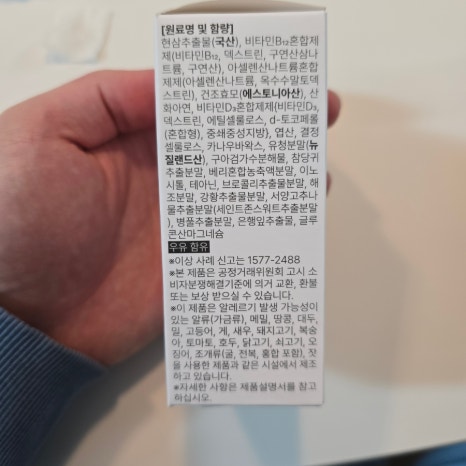 [원료명 및 함량]
현삼추출물(국산), 비타민B₁₂혼합제
제(비타민B₁₂, 덱스트린, 구연산삼나
트륨, 구연산), 아셀렌산나트륨혼합
제제(아셀렌산나트륨, 옥수수말토덱
스트린), 건조효모(에스토니아산), 산
화아연, 비타민D₃혼합제제(비타민D₃,
덱스트린, 에틸셀룰로스, d-토코페롤
(혼합형), 중쇄중성지방), 엽산, 결정
셀룰로스, 카나우바왁스, 유청분말(뉴
질랜드산), 구아검가수분해물, 참당귀
추출분말, 베리혼합농축맥분말, 이노
시톨, 테아닌, 브로콜리추출물분말, 해
조분말, 강황추출물분말, 서양고추나
물추출분말(세인트존스워트추출분말
), 병풀추출분말, 은행잎추출물, 글루
콘산마그네슘
우유 함유
※이상 사례 신고는 1577-2488
※본 제품은 공정거래위원회 고시 소
비자분쟁해결기준에 의거 교환, 환불
또는 보상 받으실 수 있습니다.
※이 제품은 알레르기 발생 가능성이
있는 알류(가금류), 메밀, 땅콩, 대두,
밀, 고등어, 게, 새우, 돼지고기, 복숭
아, 토마토, 호두, 닭고기, 쇠고기, 오
징어, 조개류(굴, 전복, 홍합 포함), 잣
을 사용한 제품과 같은 시설에서 제조
하고 있습니다.
※자세한 사항은 제품설명서를 참고
하십시오.